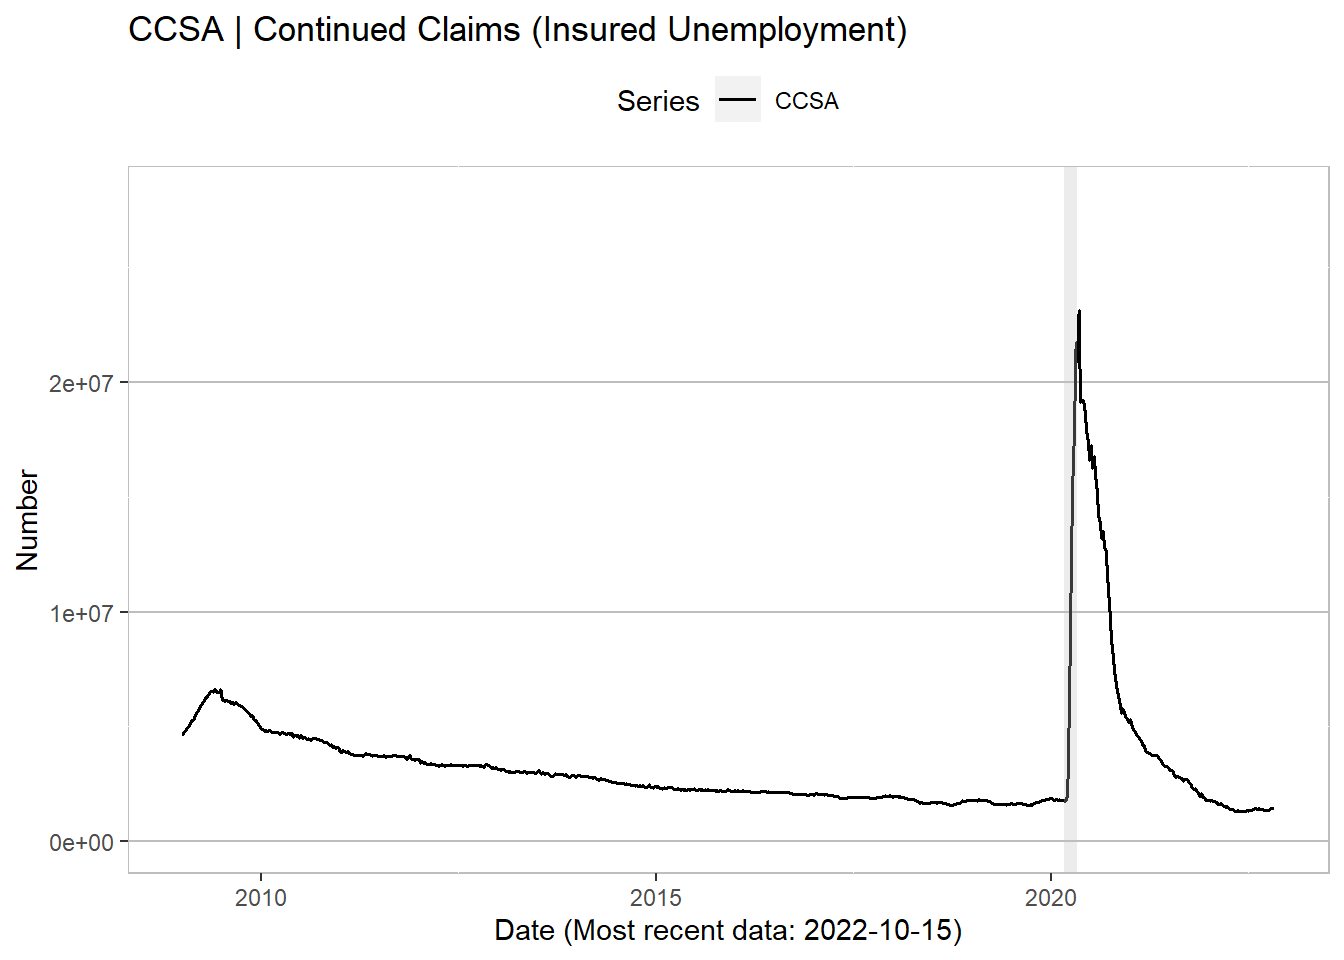 CCSA | Continued Claims (Insured Unemployment)
Series CCSA
2e+07
1e+07
0e+00
Number
2010 2015 2020
Date (Most recent data: 2022-10-15)